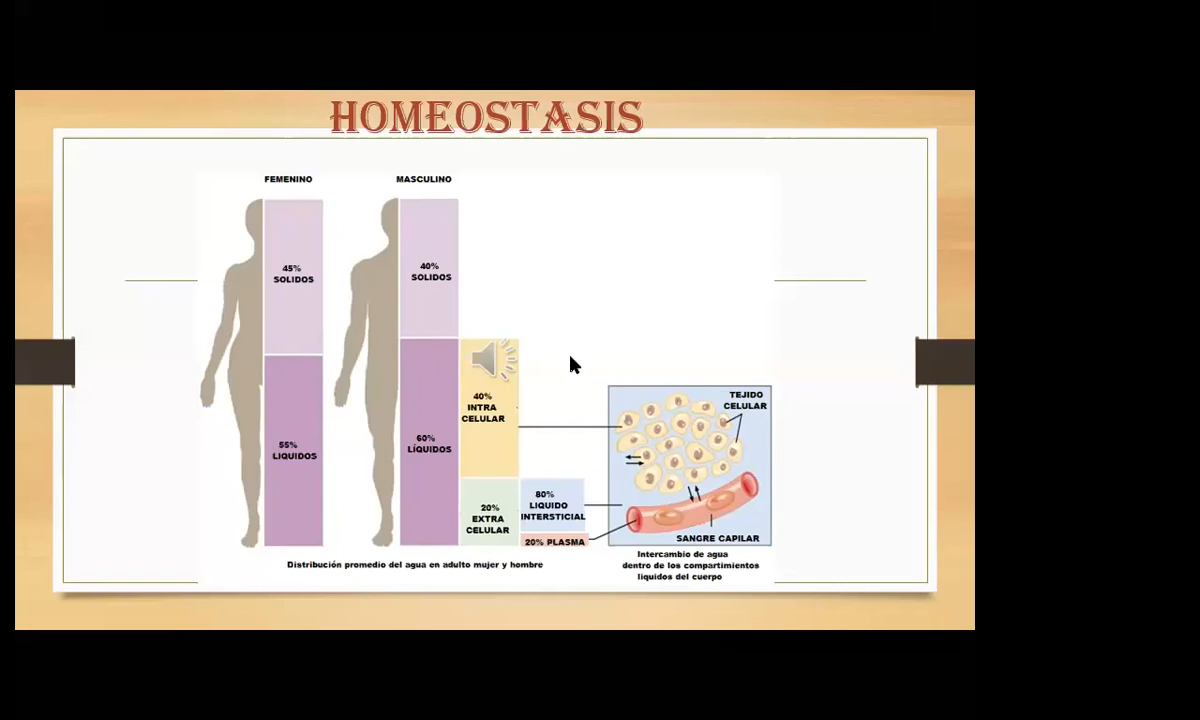 HOMEOSTASIS
FEMENINO
MASCULINO
45%
SOLIDOS
40%
SOLIDOS
55%
LIQUIDOS
60%
LÍQUIDOS
40%
INTRA
CELULAR
20%
EXTRA
CELULAR
80%
LIQUIDO
INTERSTICIAL
20% PLASMA
TEJIDO
CELULAR
SANGRE CAPILAR
Distribución promedio del agua en adulto mujer y hombre
Intercambio de agua
dentro de los compartimientos
liquidos del cuerpo